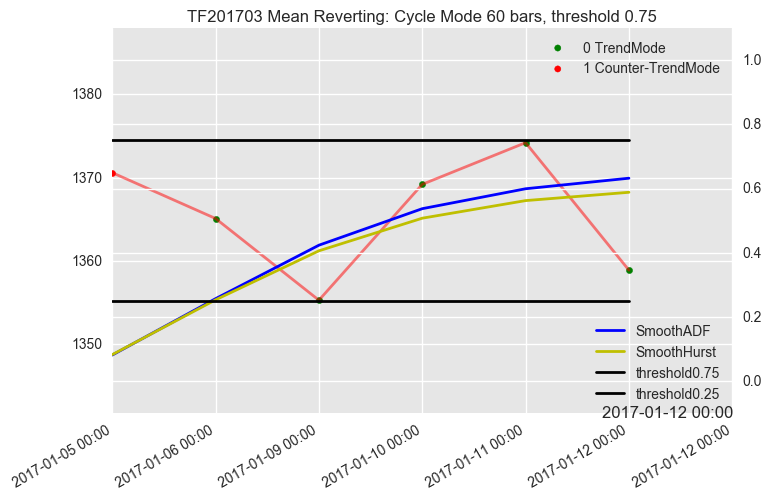 TF201703 Mean Reverting: Cycle Mode 60 bars, threshold 0.75
0 TrendMode
1 Counter-TrendMode
1380
1370
1360
1350
1.0
0.8
0.6
0.4
0.2
0.0
SmoothADF
SmoothHurst
threshold0.75
threshold0.25
2017-01-12 00:00
2017-01-05 00:00
2017-01-06 00:00
2017-01-09 00:00
2017-01-10 00:00
2017-01-11 00:00
2017-01-12 00:00
2017-01-12 00:00